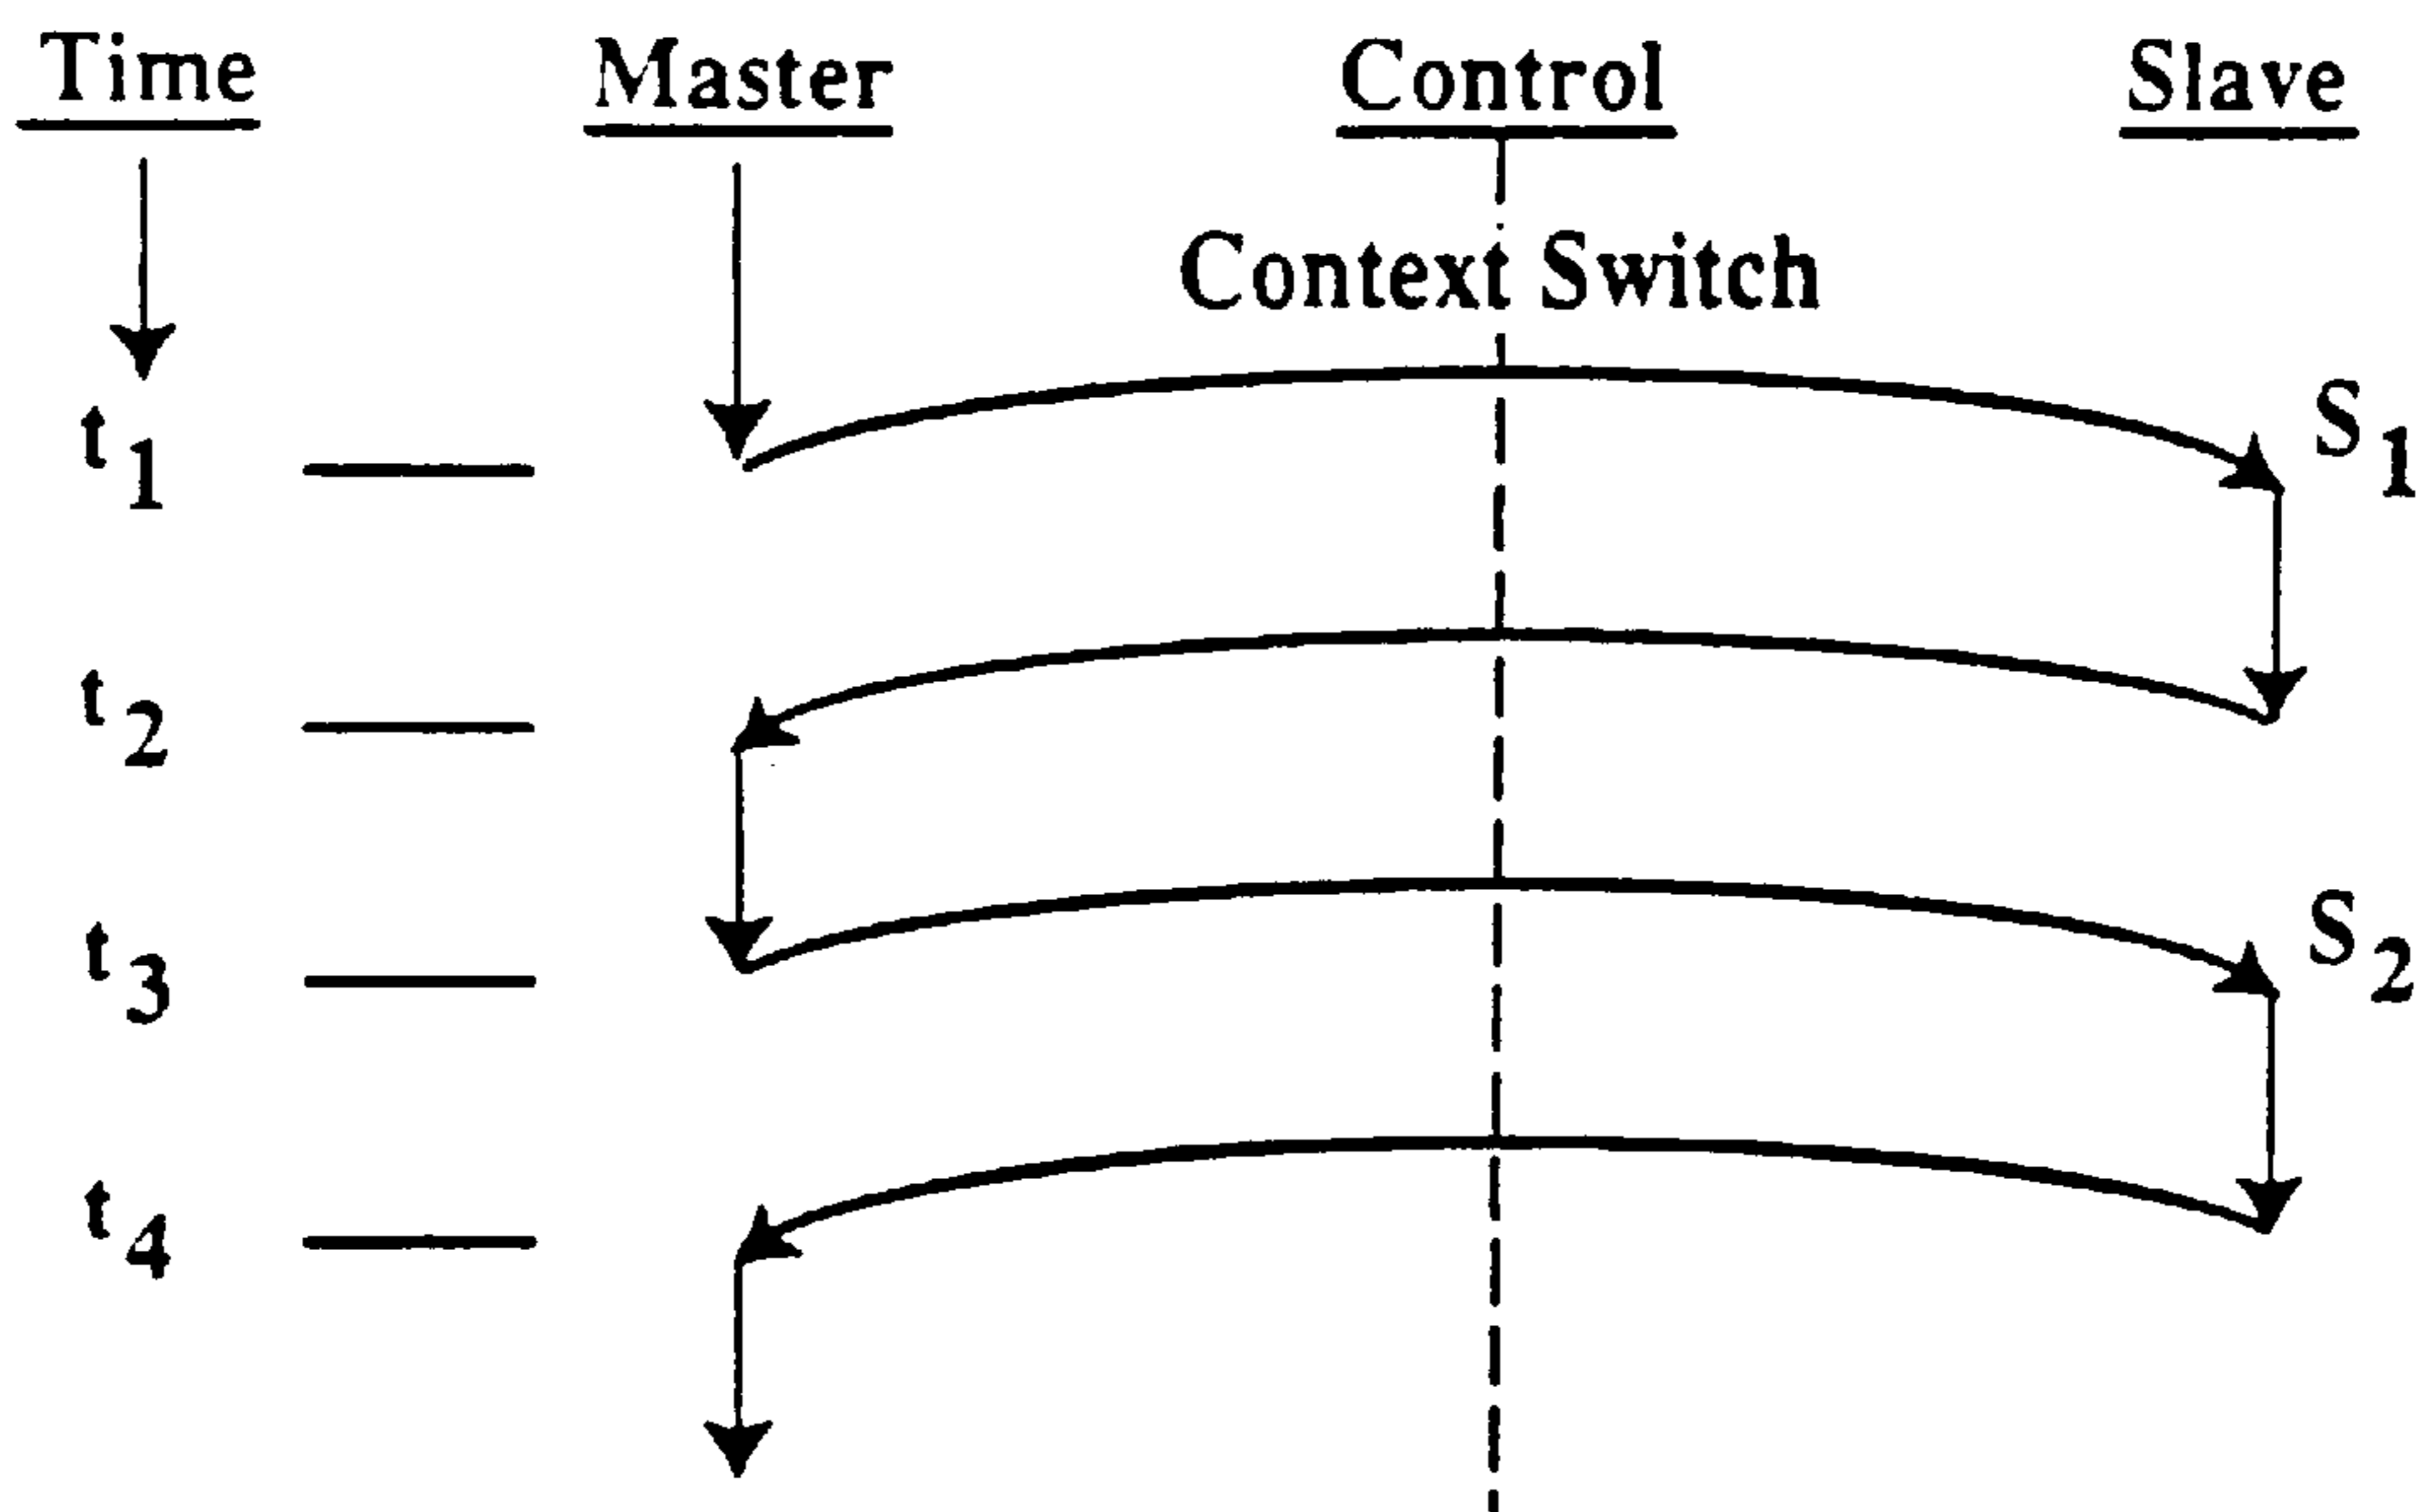 Time Master Control Slave
Context Switch
t1 S1
t2
t3 S2
t4